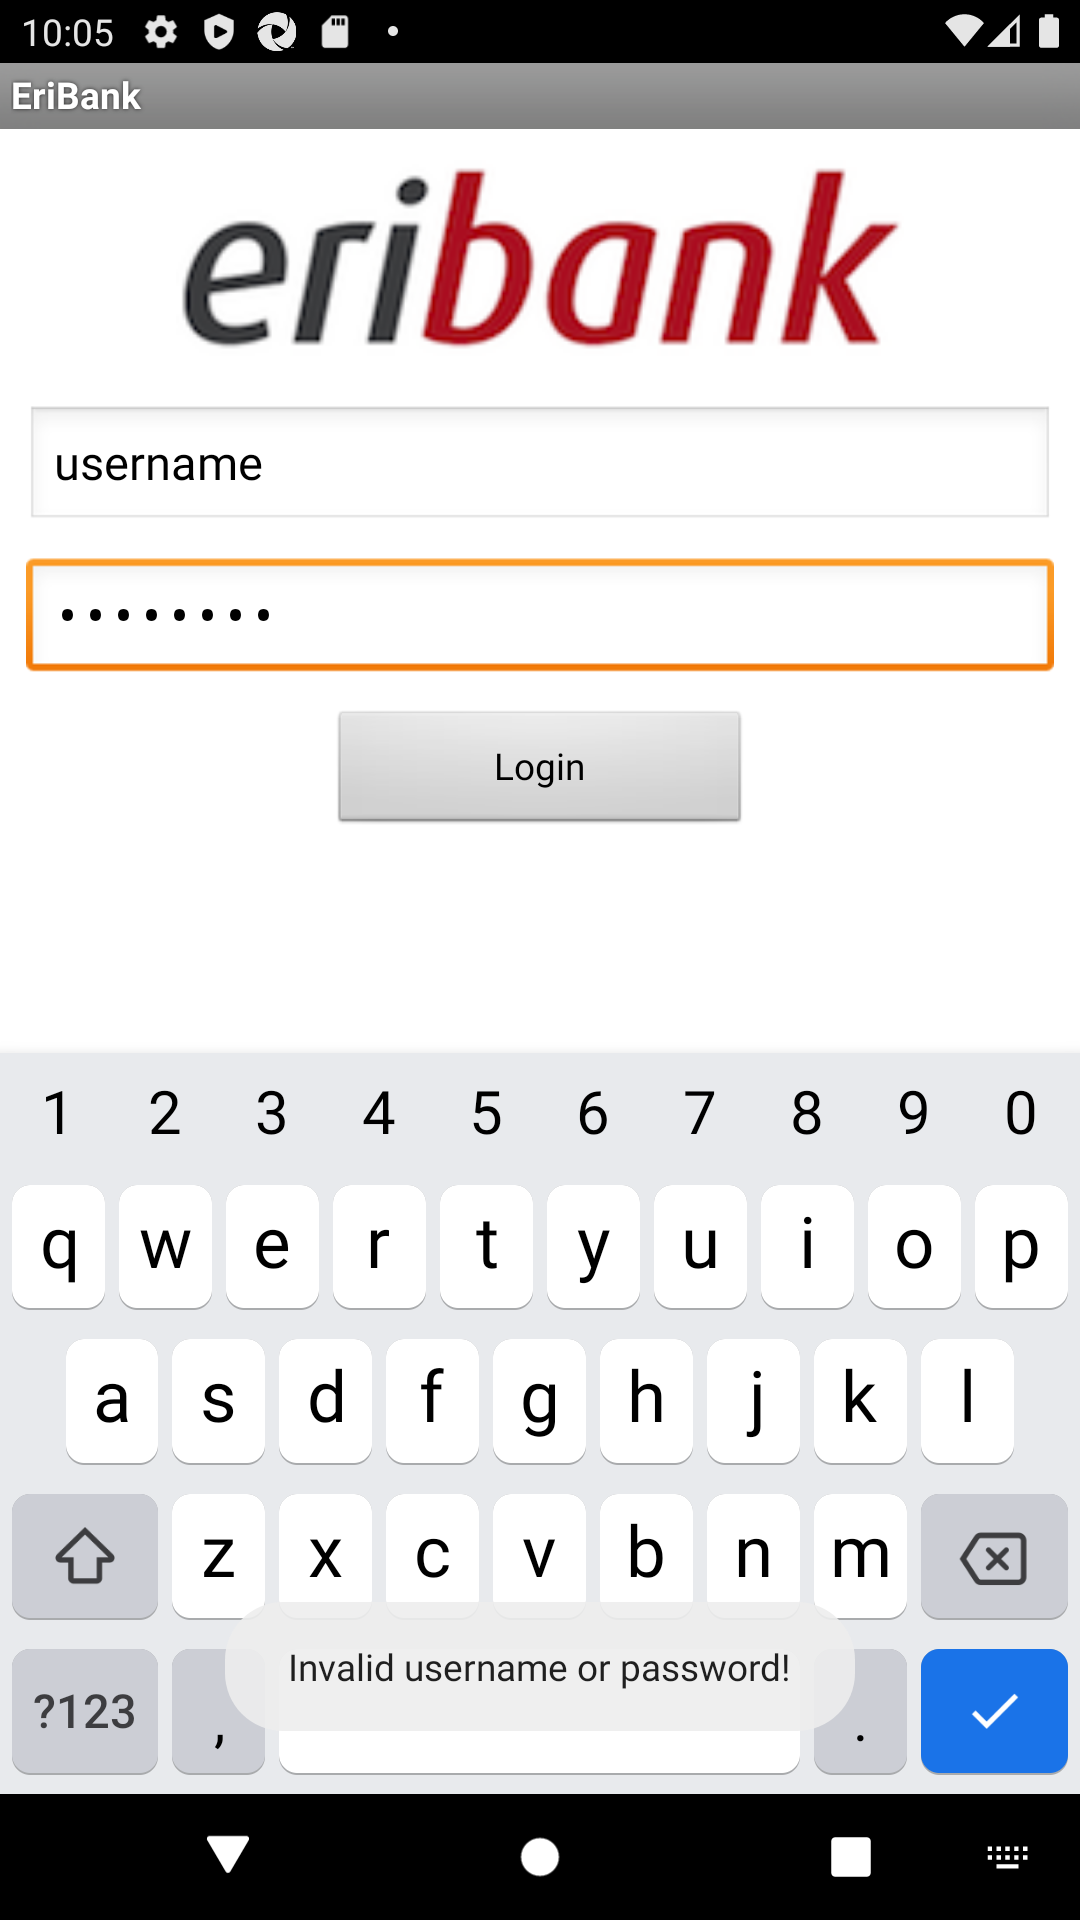 10:05
EriBank
eribank
username
••••••••
Login
1 2 3 4 5 6 7 8 9 0
q w e r t y u i o p
a s d f g h j k l
z x c v b n m
Invalid username or password!
?123 , .